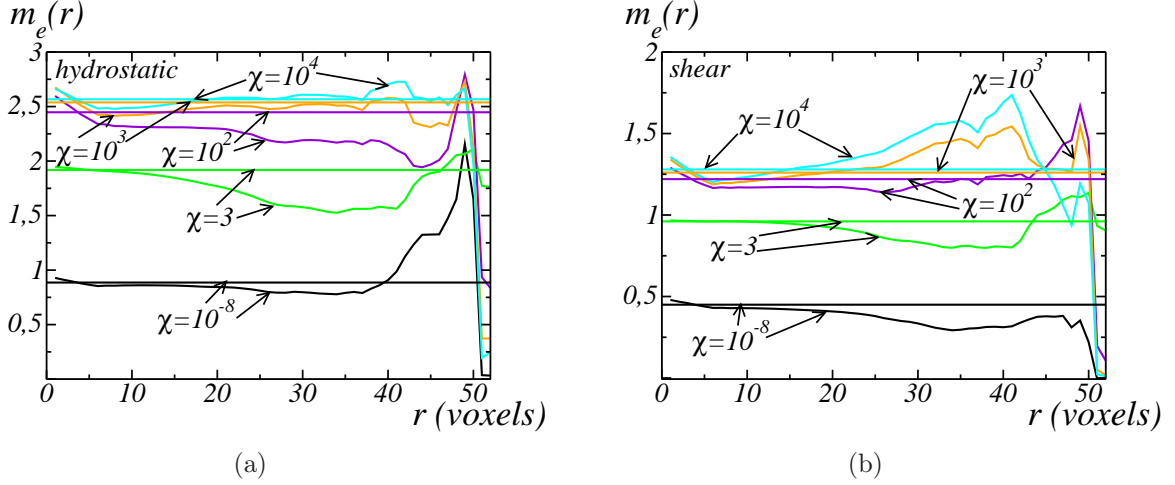 m_e(r)
3
hydrostatic
χ=10^4
2,5
χ=10^3
χ=10^2
2
1,5
χ=3
1
0,5
χ=10^-8
0 10 20 30 40 50
r (voxels)
(a)
m_e(r)
2
shear
χ=10^3
χ=10^4
1,5
χ=10^2
1
χ=3
0,5
χ=10^-8
0 10 20 30 40 50
r (voxels)
(b)